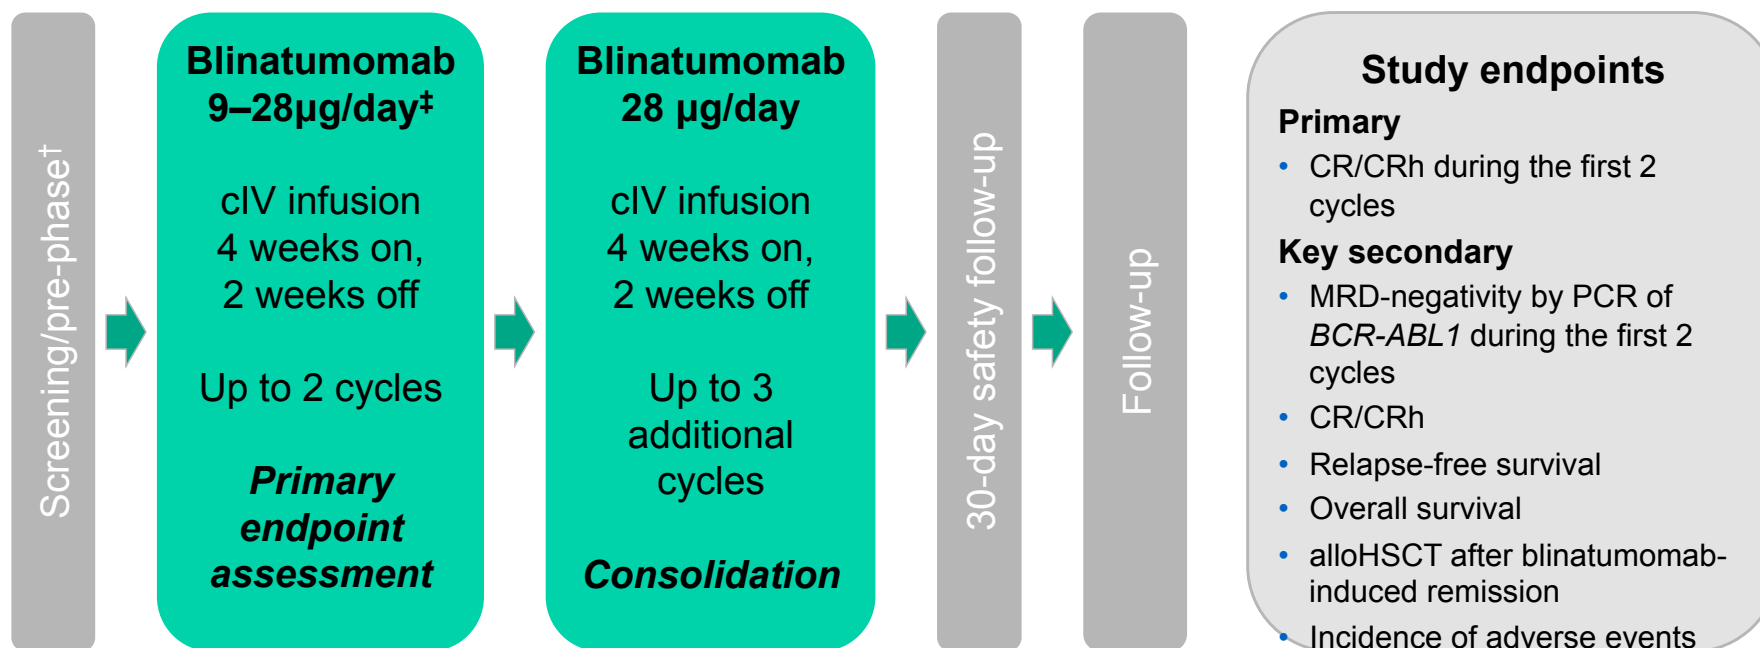 Screening/pre-phase†
Blinatumomab
9–28µg/day‡
cIV infusion
4 weeks on,
2 weeks off
Up to 2 cycles
Primary
endpoint
assessment
Blinatumomab
28 µg/day
cIV infusion
4 weeks on,
2 weeks off
Up to 3
additional
cycles
Consolidation
30-day safety follow-up
Follow-up
Study endpoints
Primary
• CR/CRh during the first 2
cycles
Key secondary
• MRD-negativity by PCR of
BCR-ABL1 during the first 2
cycles
• CR/CRh
• Relapse-free survival
• Overall survival
• alloHSCT after blinatumomab-
induced remission
• Incidence of adverse events